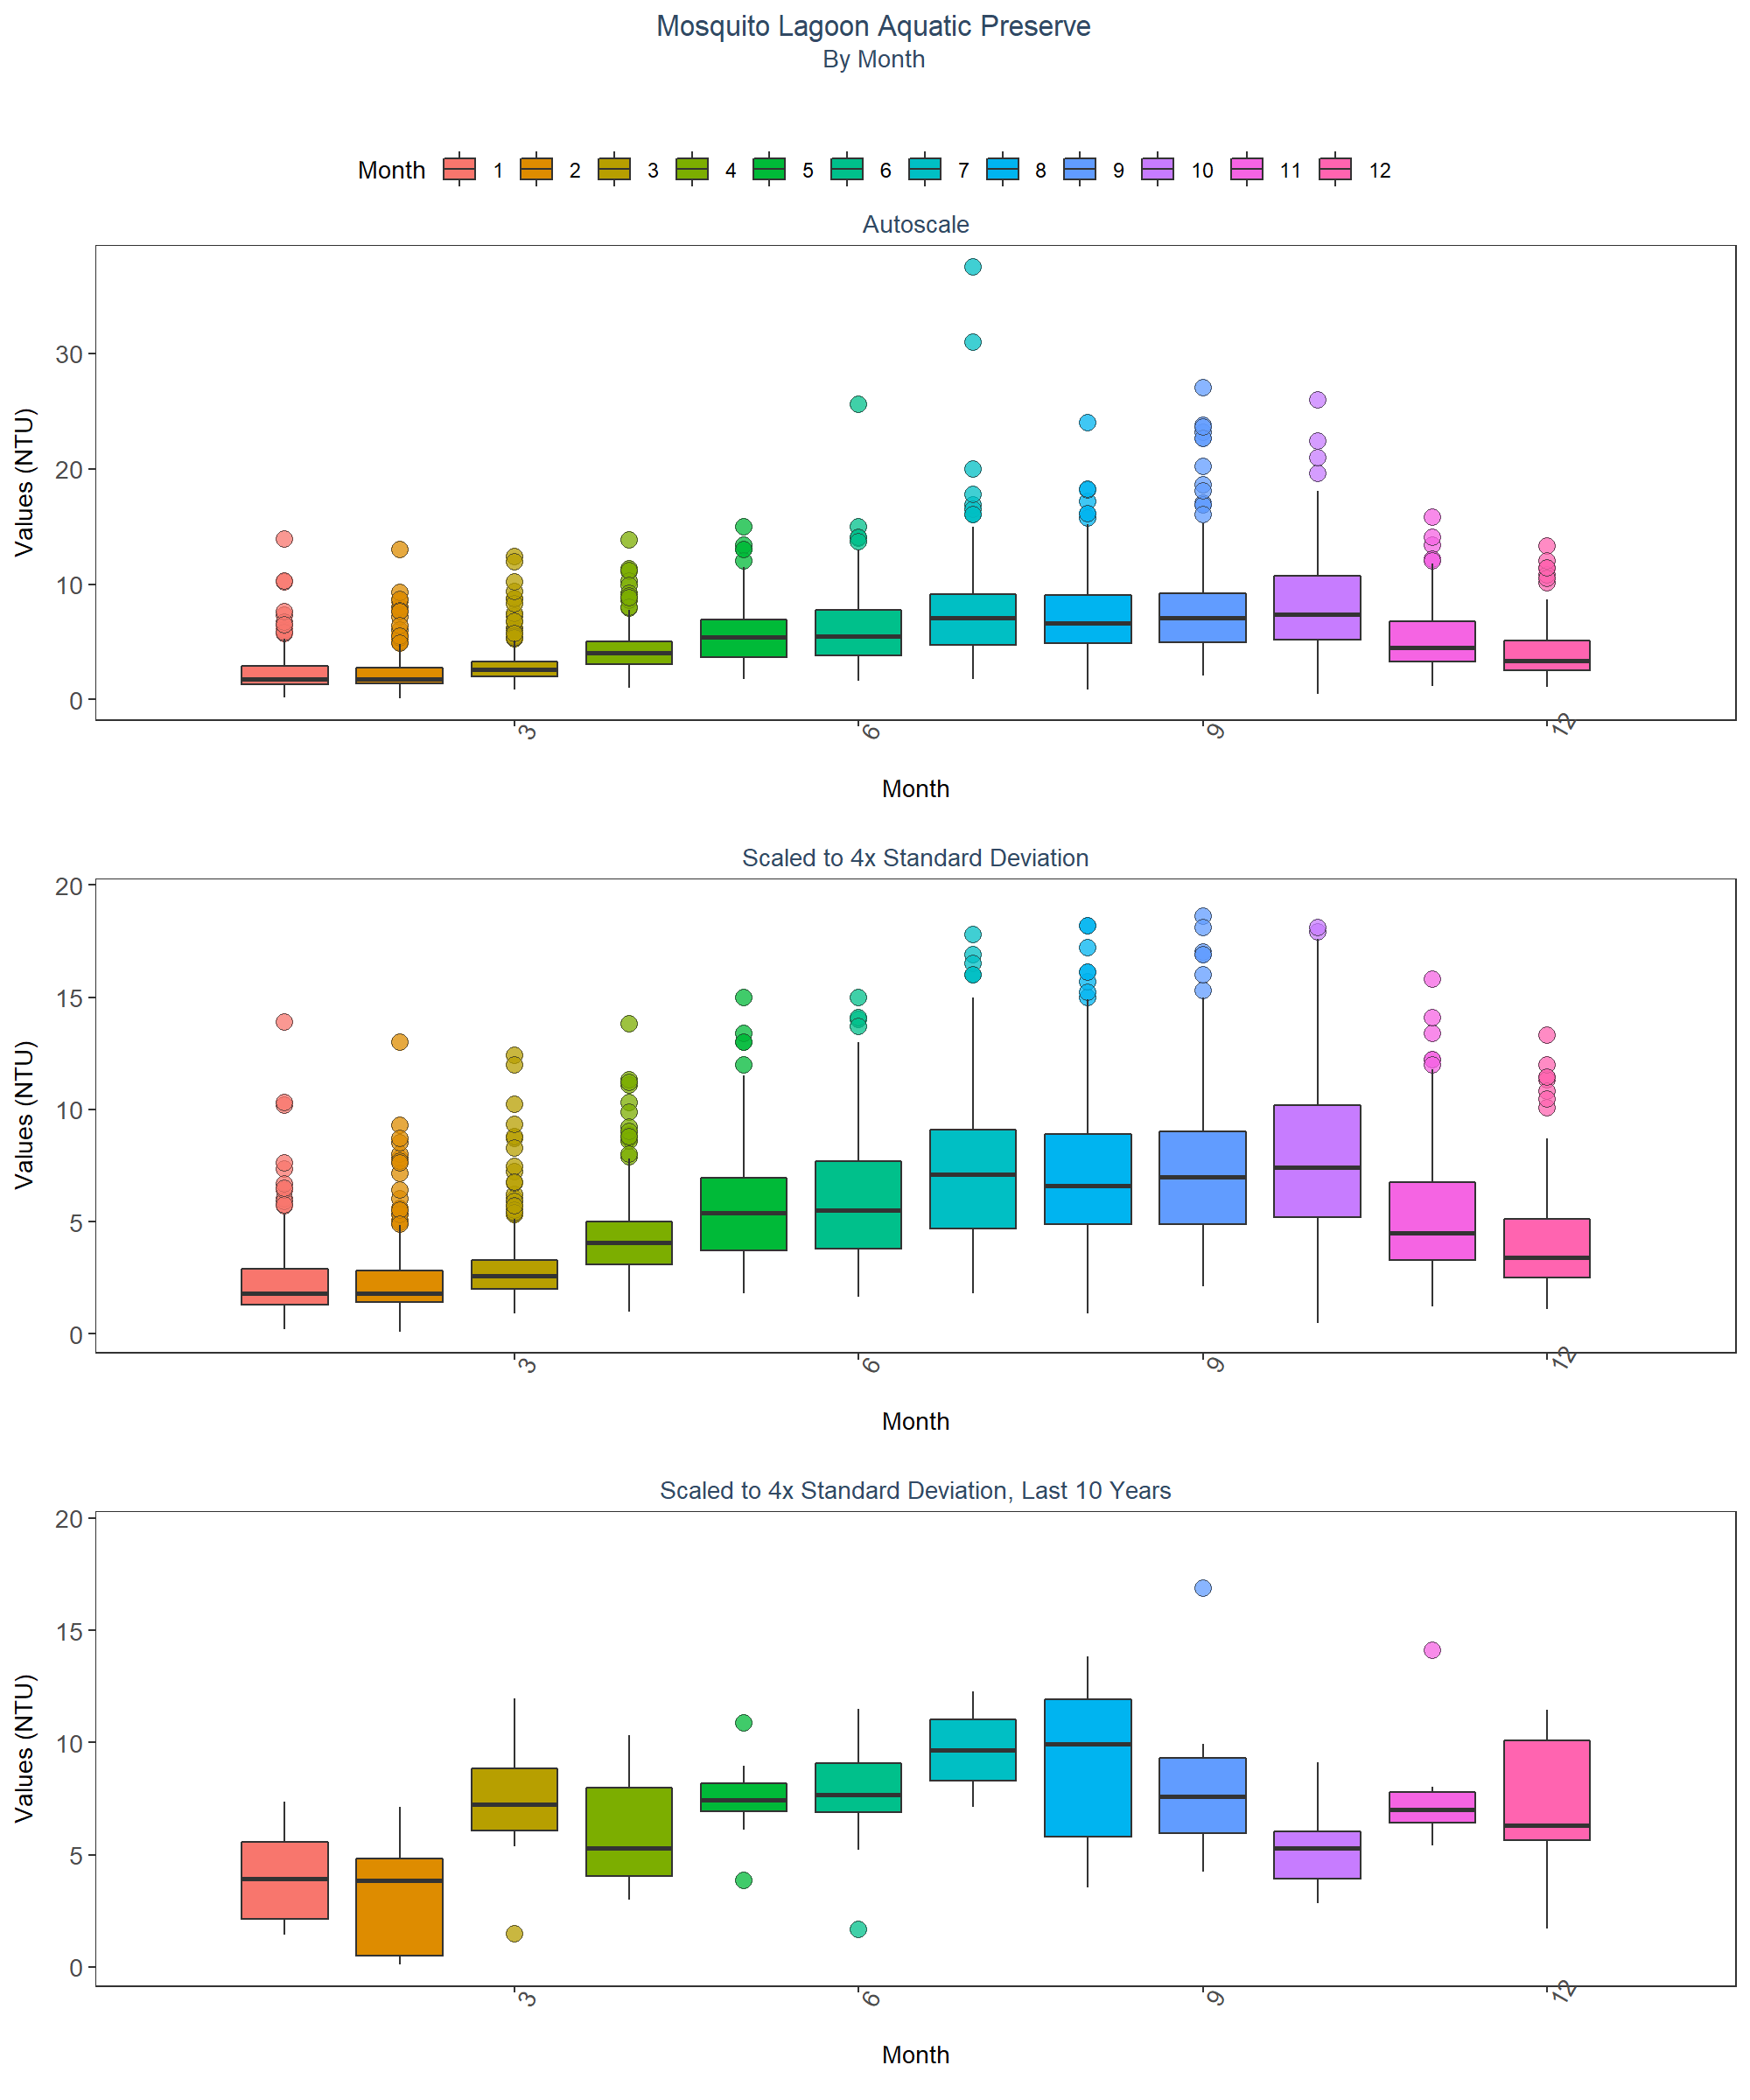 Mosquito Lagoon Aquatic Preserve
By Month
Month 1 2 3 4 5 6 7 8 9 10 11 12
Autoscale
Values (NTU)
30
20
10
0
3 6 9 12
Month
Scaled to 4x Standard Deviation
Values (NTU)
20
15
10
5
0
3 6 9 12
Month
Scaled to 4x Standard Deviation, Last 10 Years
Values (NTU)
20
15
10
5
0
3 6 9 12
Month